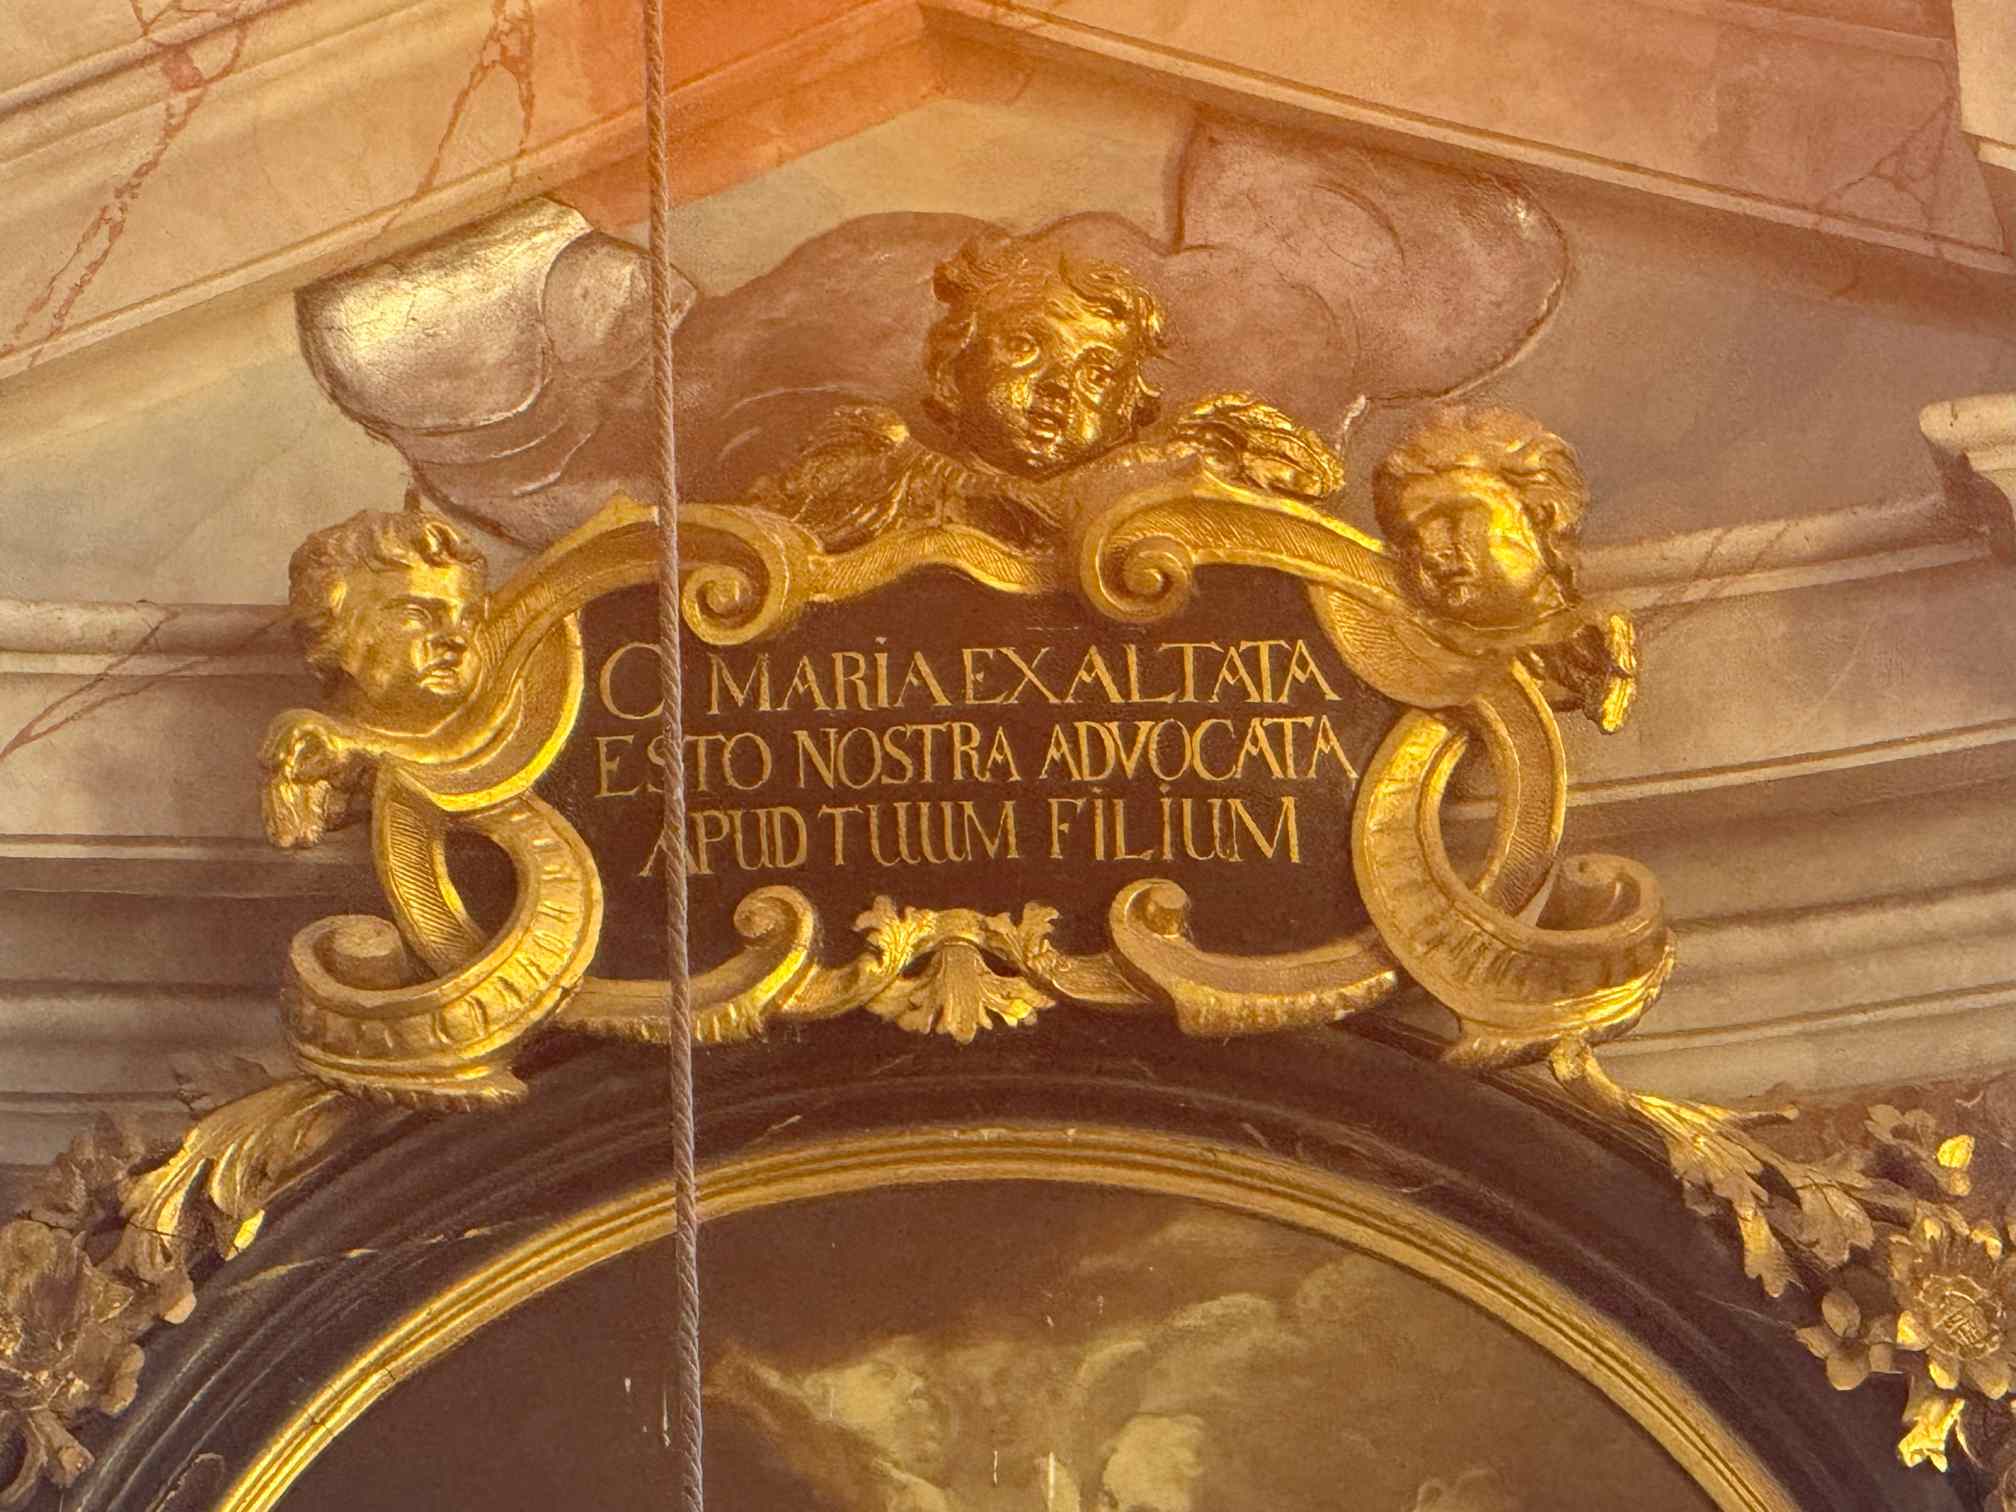 O MARIA EXALTATA
ESTO NOSTRA ADVOCATA
APUD TUUM FILIUM